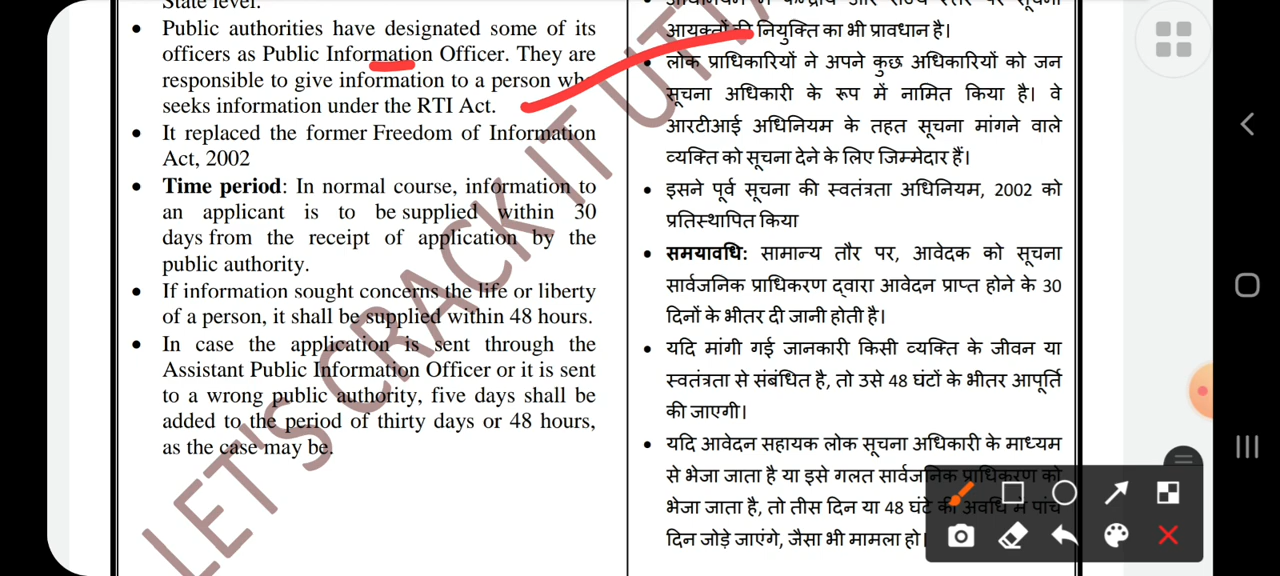 State level.
• Public authorities have designated some of its
officers as Public Information Officer. They are
responsible to give information to a person who
seeks information under the RTI Act.
• It replaced the former Freedom of Information
Act, 2002
• Time period: In normal course, information to
an applicant is to be supplied within 30
days from the receipt of application by the
public authority.
• If information sought concerns the life or liberty
of a person, it shall be supplied within 48 hours.
• In case the application is sent through the
Assistant Public Information Officer or it is sent
to a wrong public authority, five days shall be
added to the period of thirty days or 48 hours,
as the case may be.
आयुक्तों की नियुक्ति का भी प्रावधान है।
• लोक प्राधिकारियों ने अपने कुछ अधिकारियों को जन
सूचना अधिकारी के रूप में नामित किया है। वे
आरटीआई अधिनियम के तहत सूचना मांगने वाले
व्यक्ति को सूचना देने के लिए जिम्मेदार हैं।
• इसने पूर्व सूचना की स्वतंत्रता अधिनियम, 2002 को
प्रतिस्थापित किया
• समयावधि: सामान्य तौर पर, आवेदक को सूचना
सार्वजनिक प्राधिकरण द्वारा आवेदन प्राप्त होने के 30
दिनों के भीतर दी जानी होती है।
• यदि मांगी गई जानकारी किसी व्यक्ति के जीवन या
स्वतंत्रता से संबंधित है, तो उसे 48 घंटों के भीतर आपूर्ति
की जाएगी।
• यदि आवेदन सहायक लोक सूचना अधिकारी के माध्यम
से भेजा जाता है या इसे गलत सार्वजनिक प्राधिकरण को
भेजा जाता है, तो तीस दिन या 48 घंटे की अवधि में पांच
दिन जोड़े जाएंगे, जैसा भी मामला हो।
LET'S CRACK IT UTT